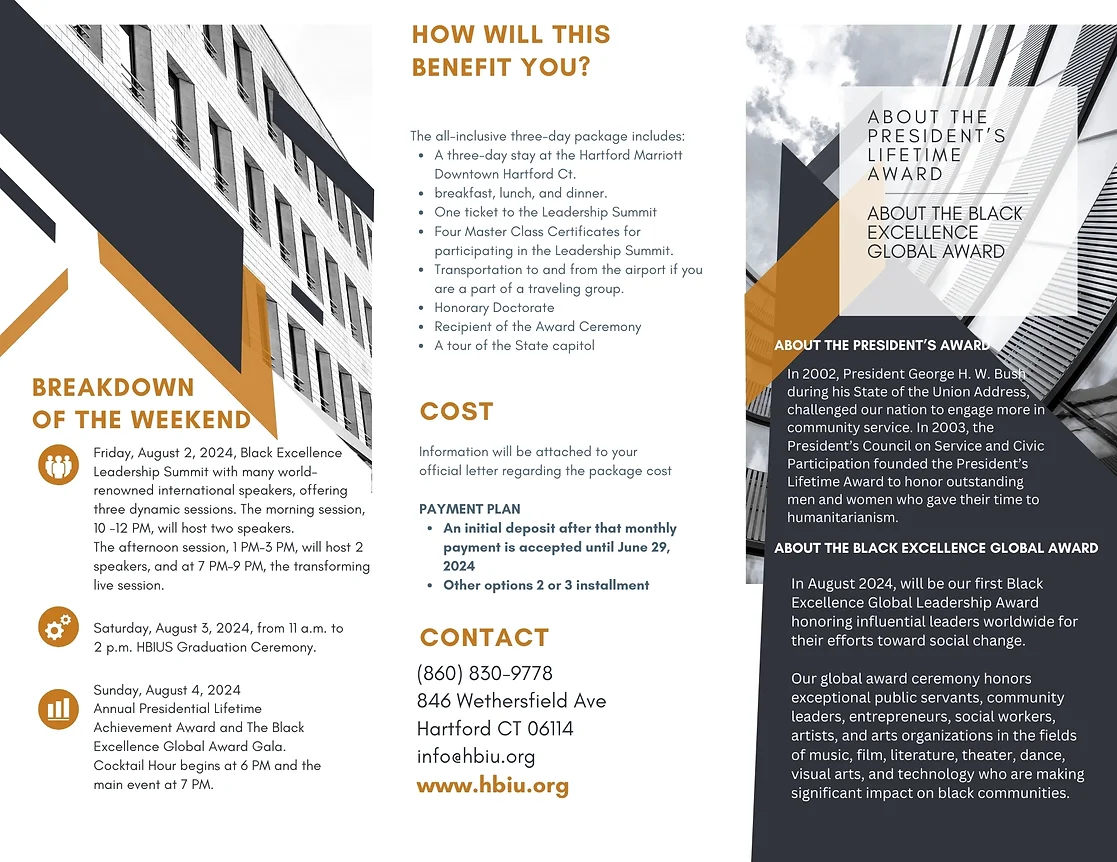 BREAKDOWN
OF THE WEEKEND
Friday, August 2, 2024, Black Excellence
Leadership Summit with many world-
renowned international speakers, offering
three dynamic sessions. The morning session,
10 -12 PM, will host two speakers.
The afternoon session, 1 PM-3 PM, will host 2
speakers, and at 7 PM-9 PM, the transforming
live session.
Saturday, August 3, 2024, from 11 a.m. to
2 p.m. HBIUS Graduation Ceremony.
Sunday, August 4, 2024
Annual Presidential Lifetime
Achievement Award and The Black
Excellence Global Award Gala.
Cocktail Hour begins at 6 PM and the
main event at 7 PM.
HOW WILL THIS
BENEFIT YOU?
The all-inclusive three-day package includes:
• A three-day stay at the Hartford Marriott
Downtown Hartford Ct.
• breakfast, lunch, and dinner.
• One ticket to the Leadership Summit
• Four Master Class Certificates for
participating in the Leadership Summit.
• Transportation to and from the airport if you
are a part of a traveling group.
• Honorary Doctorate
• Recipient of the Award Ceremony
• A tour of the State capitol
COST
Information will be attached to your
official letter regarding the package cost
PAYMENT PLAN
• An initial deposit after that monthly
payment is accepted until June 29,
2024
• Other options 2 or 3 installment
CONTACT
(860) 830-9778
846 Wethersfield Ave
Hartford CT 06114
info@hbiu.org
www.hbiu.org
ABOUT THE
PRESIDENT'S
LIFETIME
AWARD
ABOUT THE BLACK
EXCELLENCE
GLOBAL AWARD
ABOUT THE PRESIDENT'S AWARD
In 2002, President George H. W. Bush
during his State of the Union Address,
challenged our nation to engage more in
community service. In 2003, the
President's Council on Service and Civic
Participation founded the President's
Lifetime Award to honor outstanding
men and women who gave their time to
humanitarianism.
ABOUT THE BLACK EXCELLENCE GLOBAL AWARD
In August 2024, will be our first Black
Excellence Global Leadership Award
honoring influential leaders worldwide for
their efforts toward social change.
Our global award ceremony honors
exceptional public servants, community
leaders, entrepreneurs, social workers,
artists, and arts organizations in the fields
of music, film, literature, theater, dance,
visual arts, and technology who are making
significant impact on black communities.